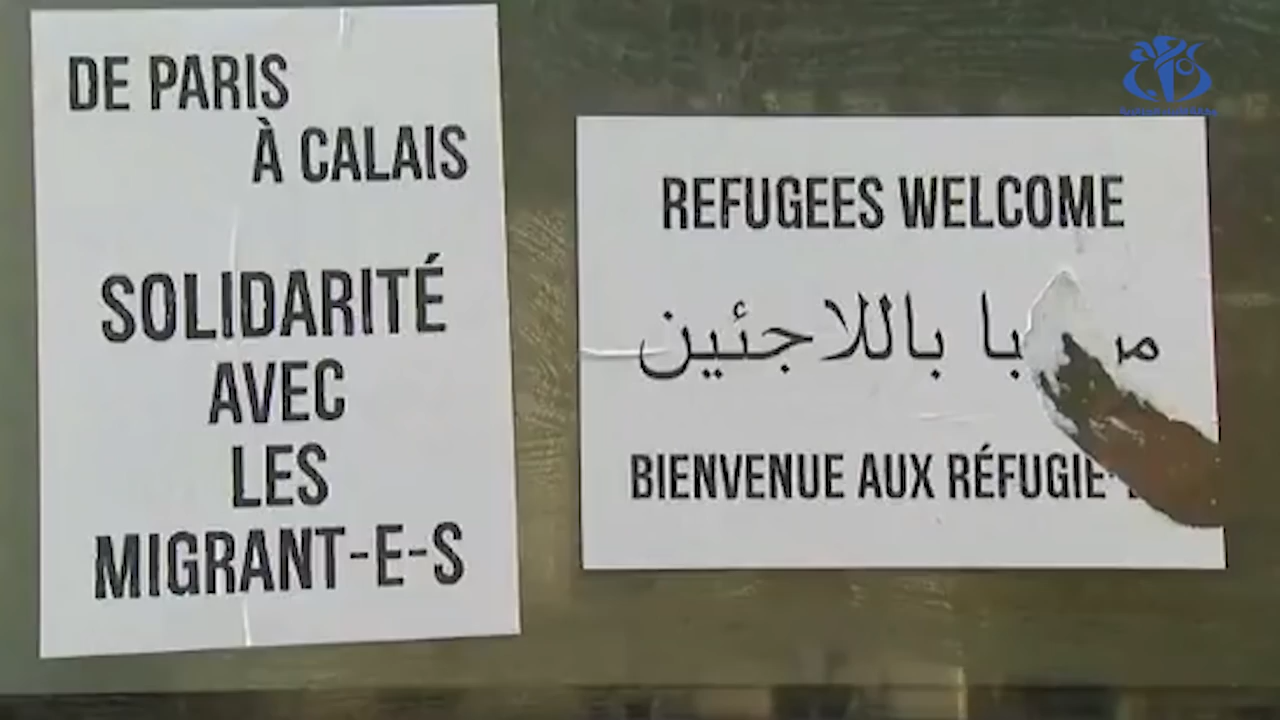 DE PARIS
À CALAIS
SOLIDARITÉ
AVEC
LES
MIGRANT-E-S
REFUGEES WELCOME
باللاجئين
BIENVENUE AUX